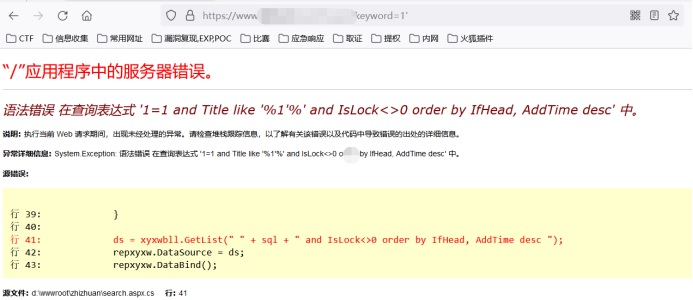 https://www. keyword=1'
CTF 信息收集 常用网址 漏洞复现,EXP,POC 比赛 应急响应 取证 提权 内网 火狐插件
“/”应用程序中的服务器错误。
语法错误 在查询表达式 '1=1 and Title like '%1'%' and IsLock<>0 order by IfHead, AddTime desc' 中。
说明: 执行当前 Web 请求期间，出现未经处理的异常。请检查堆栈跟踪信息，以了解有关该错误以及代码中导致错误的出处的详细信息。
异常详细信息: System.Exception: 语法错误 在查询表达式 '1=1 and Title like '%1'%' and IsLock<>0 o by IfHead, AddTime desc' 中。
源错误:
行 39: }
行 40:
行 41: ds = xyxwbll.GetList(" " + sql + " and IsLock<>0 order by IfHead, AddTime desc ");
行 42: repxyxw.DataSource = ds;
行 43: repxyxw.DataBind();
源文件: d:\wwwroot\zhizhuan\search.aspx.cs 行: 41